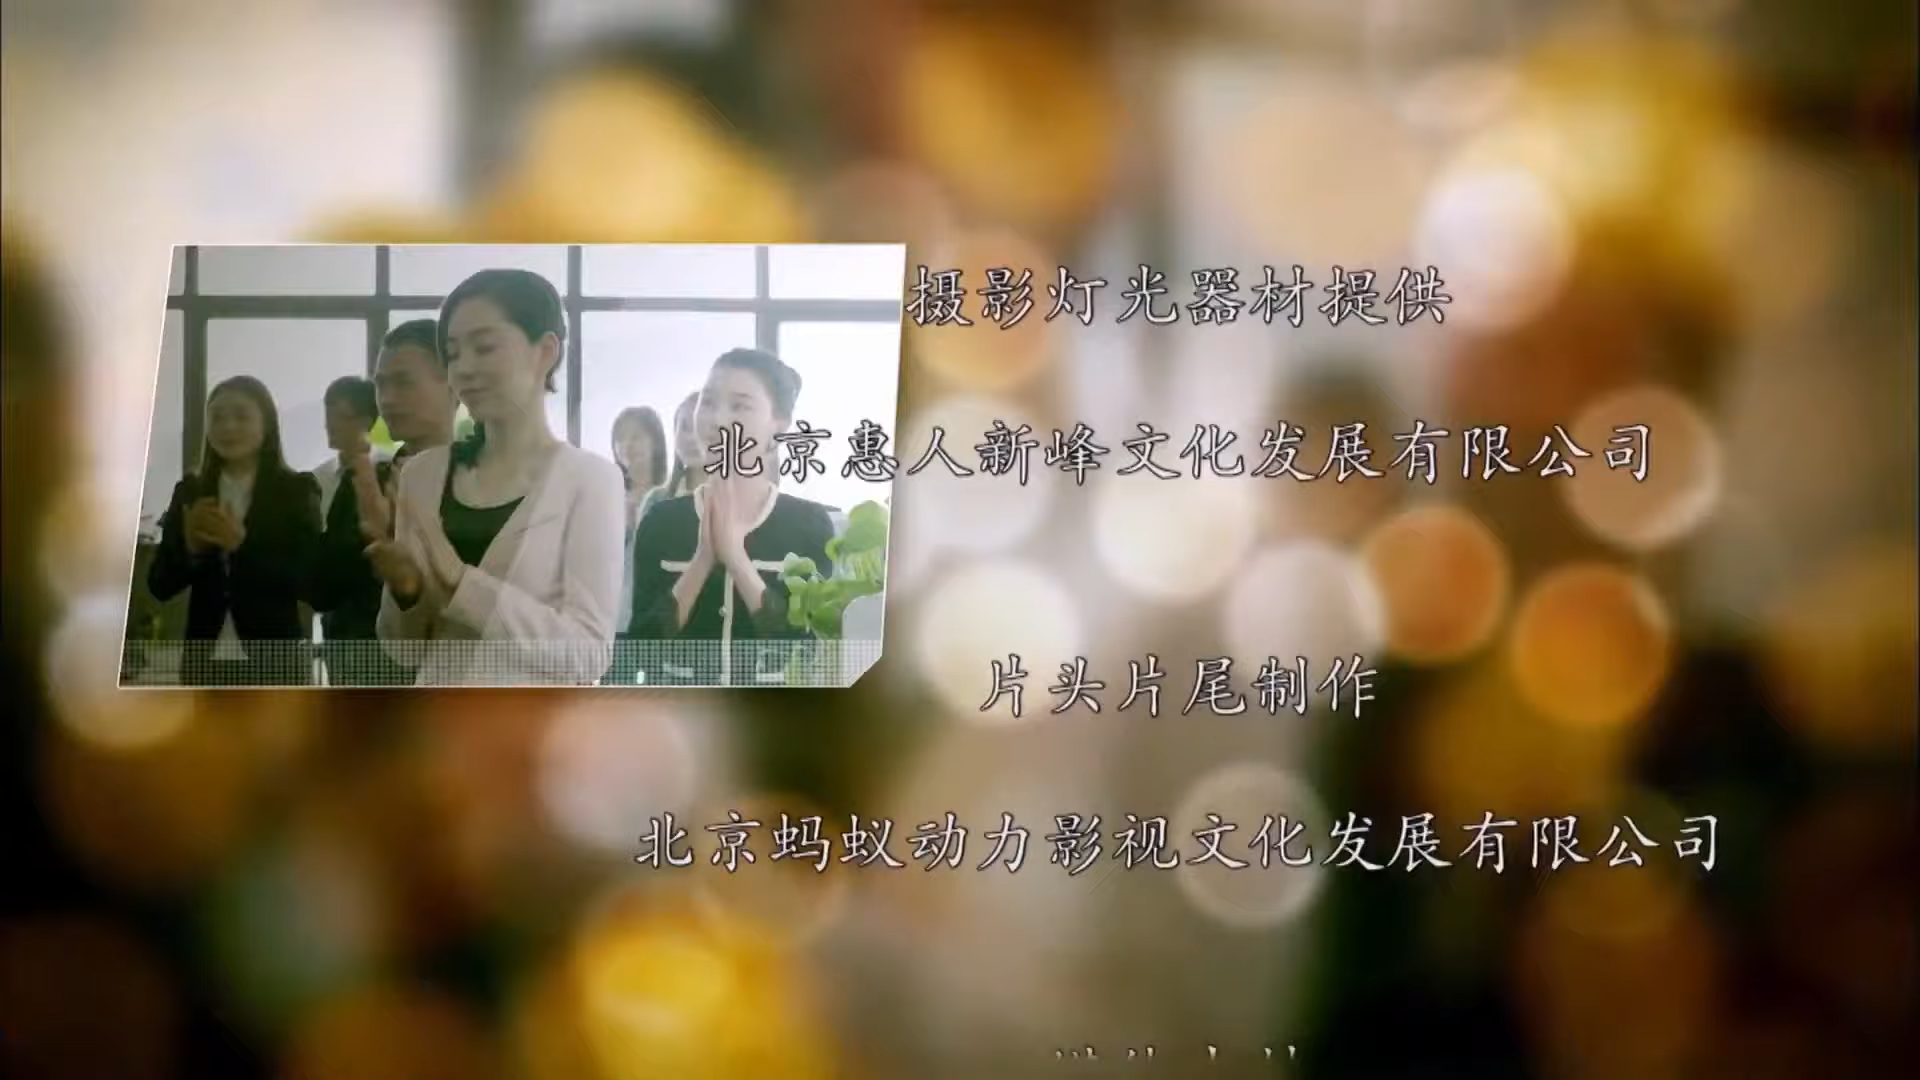 摄影灯光器材提供
北京惠人新峰文化发展有限公司
片头片尾制作
北京蚂蚁动力影视文化发展有限公司